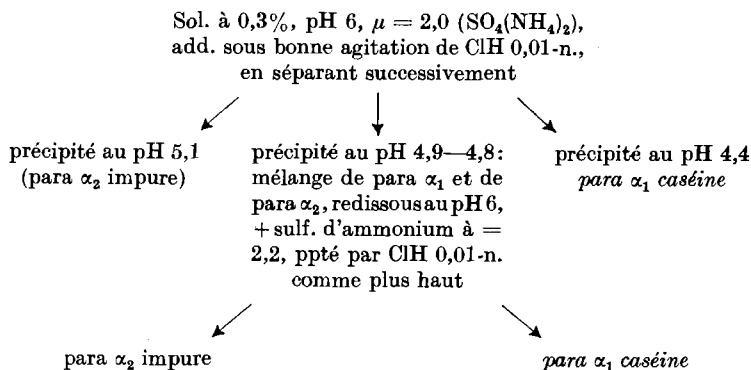 Sol. à 0,3%, pH 6, μ = 2,0 (SO₄(NH₄)₂),
add. sous bonne agitation de ClH 0,01-n.,
en séparant successivement
précipité au pH 5,1
(para α₂ impure)
précipité au pH 4,9—4,8:
mélange de para α₁ et de
para α₂, redissous au pH 6,
+ sulf. d'ammonium à =
2,2, ppté par ClH 0,01-n.
comme plus haut
précipité au pH 4,4
para α₁ caséine
para α₂ impure
para α₁ caséine